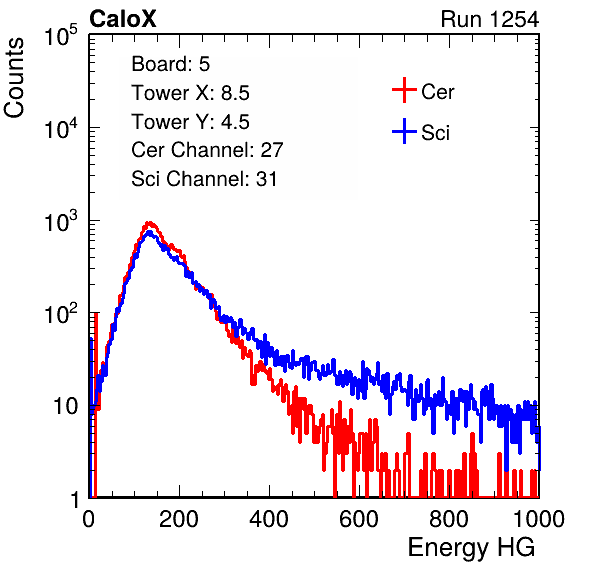 CaloX Run 1254
Counts
Board: 5
Tower X: 8.5
Tower Y: 4.5
Cer Channel: 27
Sci Channel: 31
Cer
Sci
10^5
10^4
10^3
10^2
10
1
0 200 400 600 800 1000
Energy HG